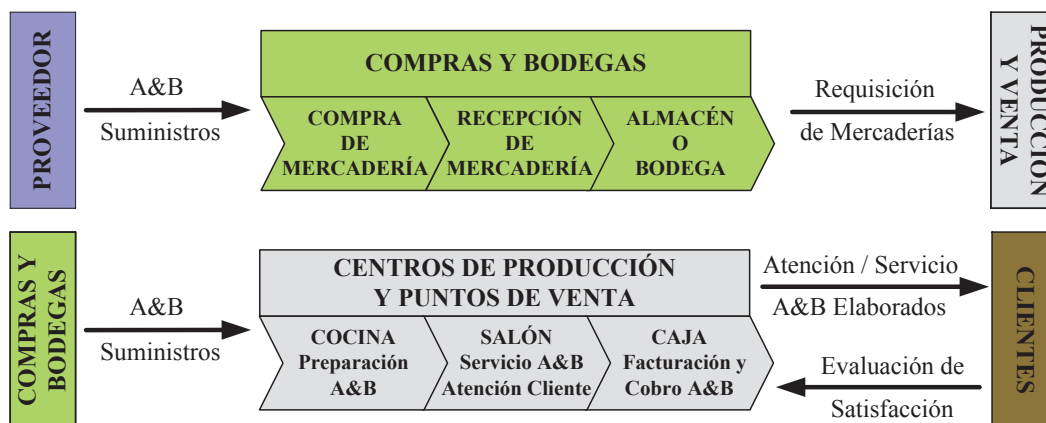 PROVEEDOR
A&B
Suministros
COMPRAS Y BODEGAS
COMPRA
DE
MERCADERÍA
RECEPCIÓN
DE
MERCADERÍA
ALMACÉN
O
BODEGA
Requisición
de Mercaderías
PRODUCCIÓN
Y VENTA
COMPRAS Y
BODEGAS
A&B
Suministros
CENTROS DE PRODUCCIÓN
Y PUNTOS DE VENTA
COCINA
Preparación
A&B
SALÓN
Servicio A&B
Atención Cliente
CAJA
Facturación y
Cobro A&B
Atención / Servicio
A&B Elaborados
Evaluación de
Satisfacción
CLIENTES